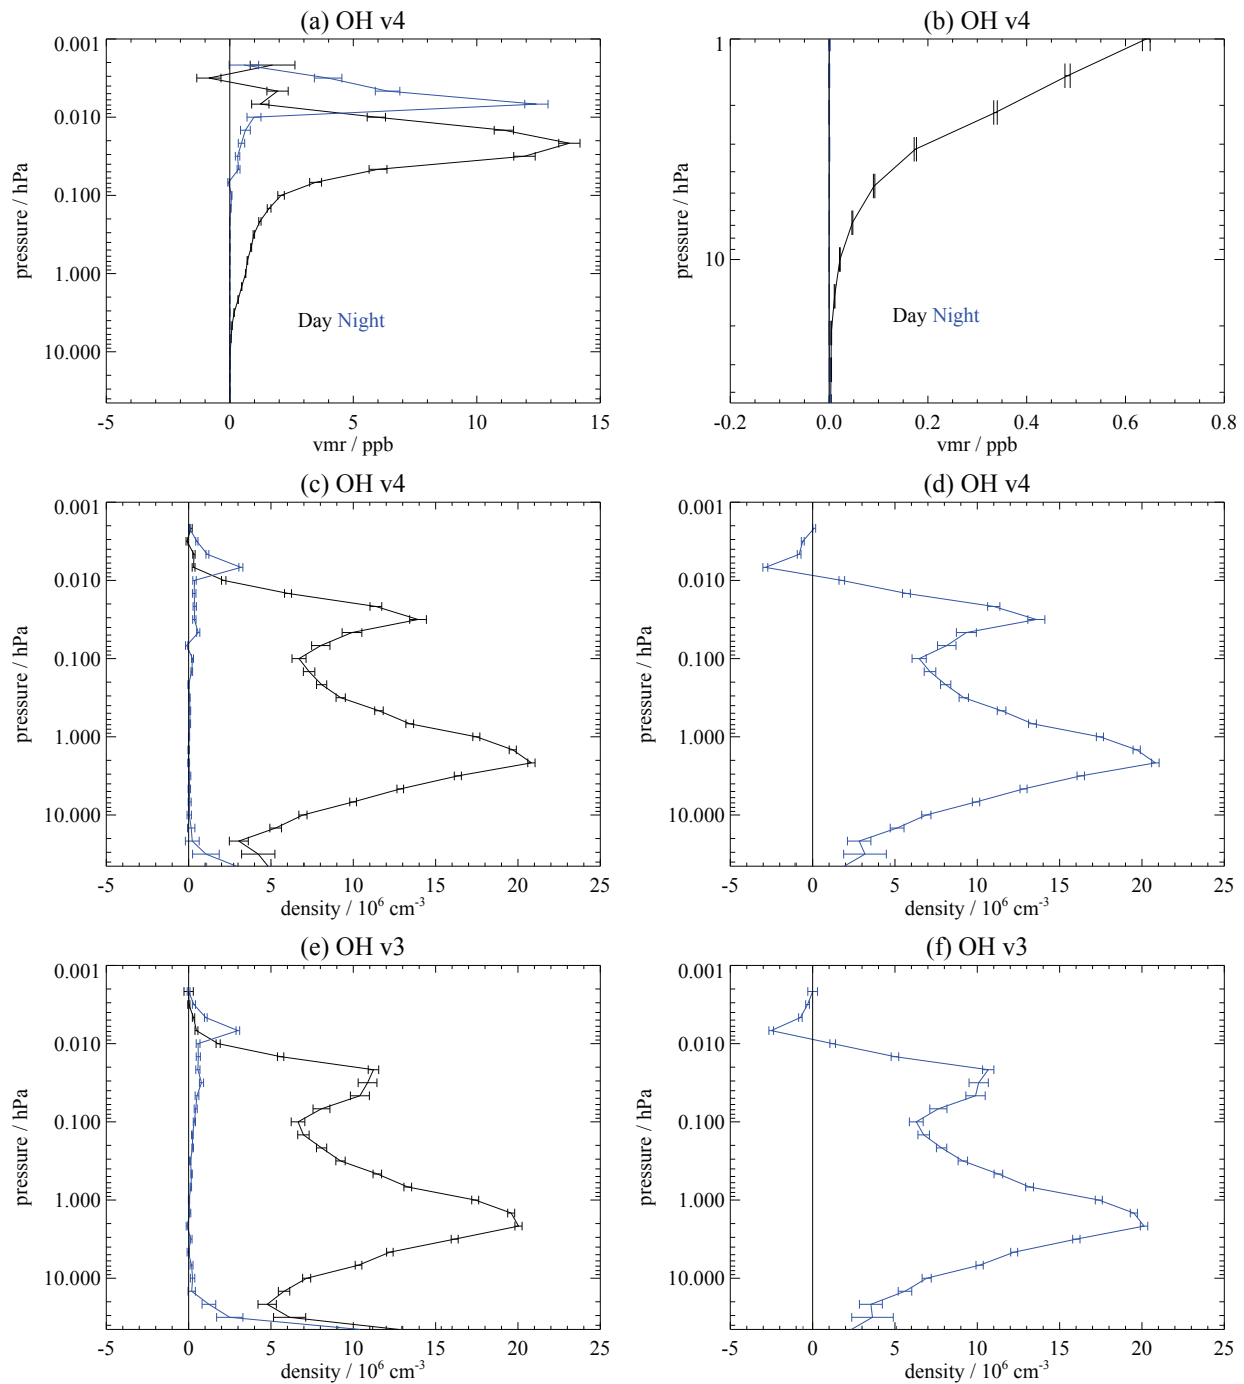 (a) OH v4
0.001
0.010
0.100
1.000
10.000
pressure / hPa
Day Night
-5 0 5 10 15
vmr / ppb
(b) OH v4
1
10
pressure / hPa
Day Night
-0.2 0.0 0.2 0.4 0.6 0.8
vmr / ppb
(c) OH v4
0.001
0.010
0.100
1.000
10.000
pressure / hPa
-5 0 5 10 15 20 25
density / 10⁶ cm⁻³
(d) OH v4
0.001
0.010
0.100
1.000
10.000
pressure / hPa
-5 0 5 10 15 20 25
density / 10⁶ cm⁻³
(e) OH v3
0.001
0.010
0.100
1.000
10.000
pressure / hPa
-5 0 5 10 15 20 25
density / 10⁶ cm⁻³
(f) OH v3
0.001
0.010
0.100
1.000
10.000
pressure / hPa
-5 0 5 10 15 20 25
density / 10⁶ cm⁻³